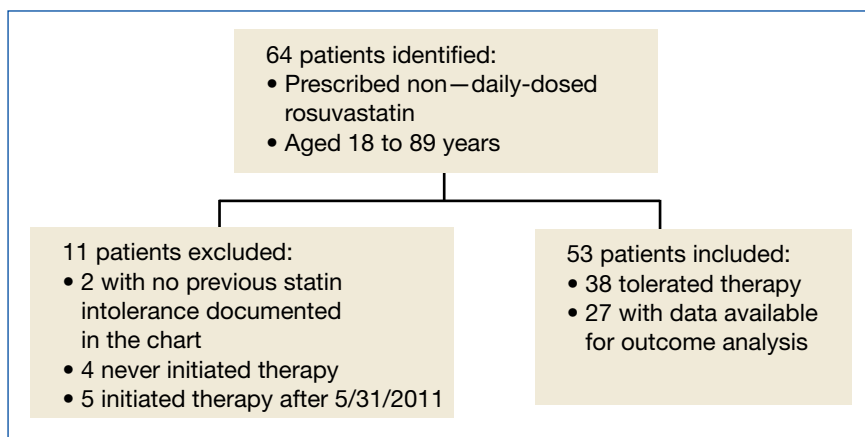 64 patients identified:
• Prescribed non—daily-dosed
rosuvastatin
• Aged 18 to 89 years
11 patients excluded:
• 2 with no previous statin
intolerance documented
in the chart
• 4 never initiated therapy
• 5 initiated therapy after 5/31/2011
53 patients included:
• 38 tolerated therapy
• 27 with data available
for outcome analysis